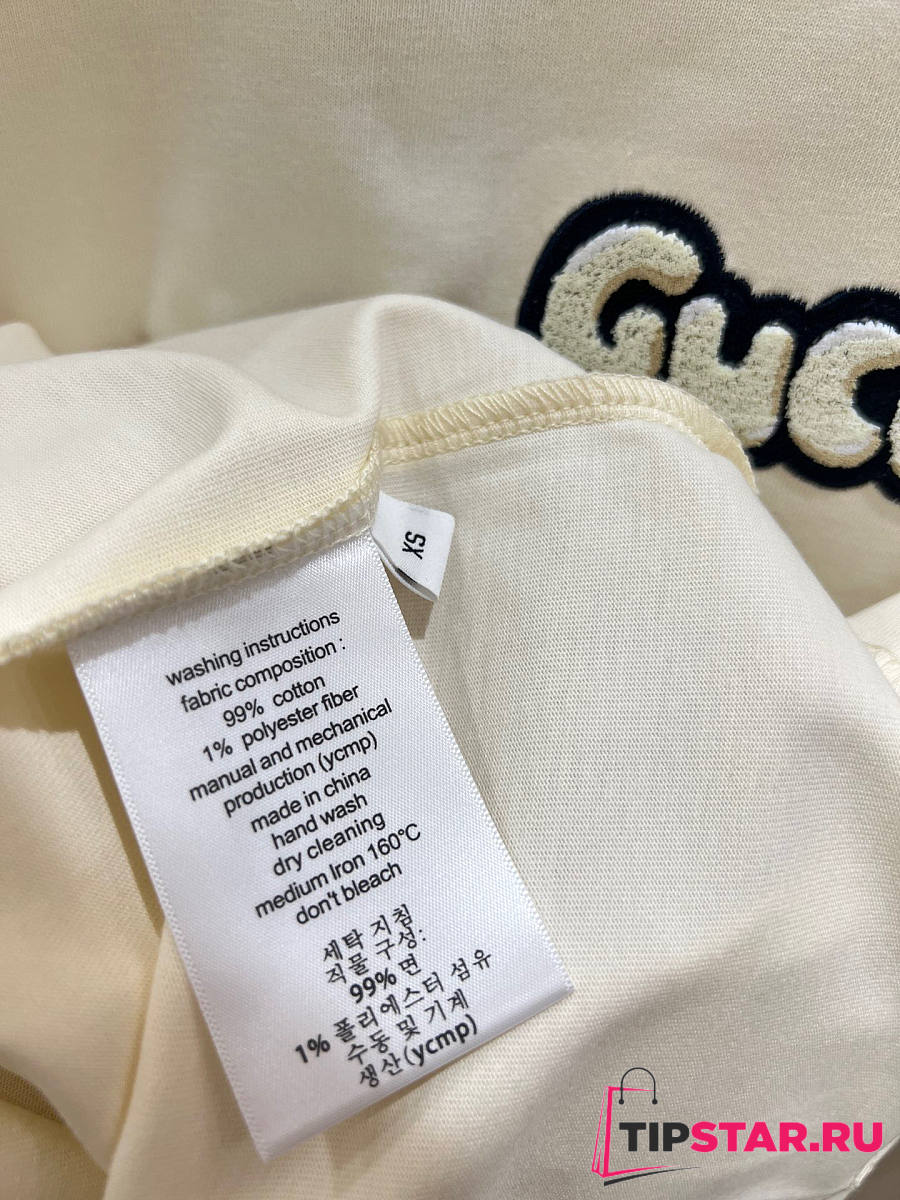 GUCC
XS
washing instructions
fabric composition :
99% cotton
1% polyester fiber
manual and mechanical
production (ycmp)
made in china
hand wash
dry cleaning
medium Iron 160℃
don't bleach
세탁 지침
직물 구성:
99% 면
1% 폴리에스터 섬유
수동 및 기계
생산(ycmp)
TIPSTAR.RU